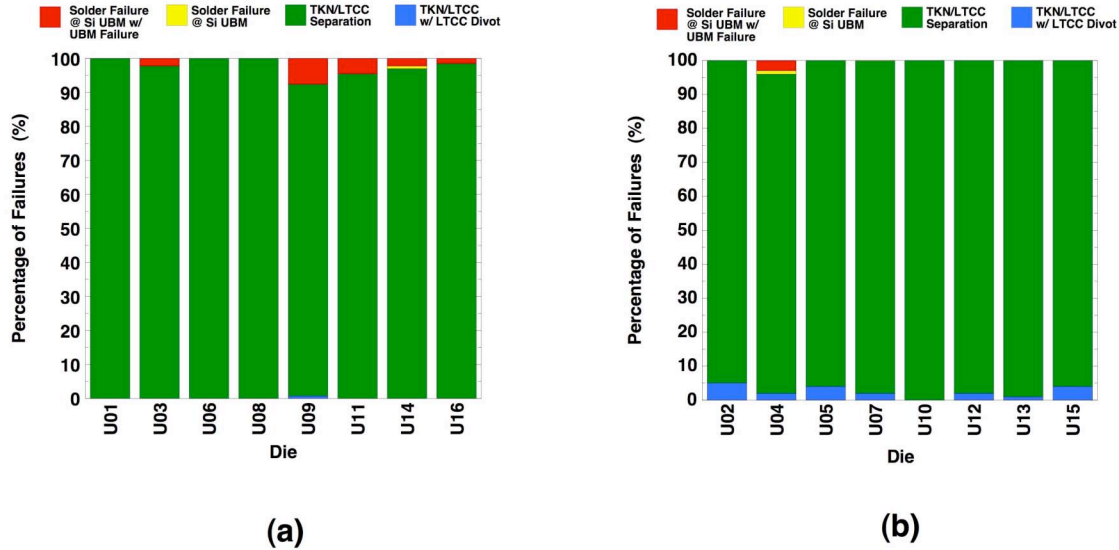 Solder Failure
@ Si UBM w/
UBM Failure
Solder Failure
@ Si UBM
TKN/LTCC
Separation
TKN/LTCC
w/ LTCC Divot
Percentage of Failures (%)
100
90
80
70
60
50
40
30
20
10
0
U01
U03
U06
U08
U09
U11
U14
U16
Die
(a)
Solder Failure
@ Si UBM w/
UBM Failure
Solder Failure
@ Si UBM
TKN/LTCC
Separation
TKN/LTCC
w/ LTCC Divot
Percentage of Failures (%)
100
90
80
70
60
50
40
30
20
10
0
U02
U04
U05
U07
U10
U12
U13
U15
Die
(b)